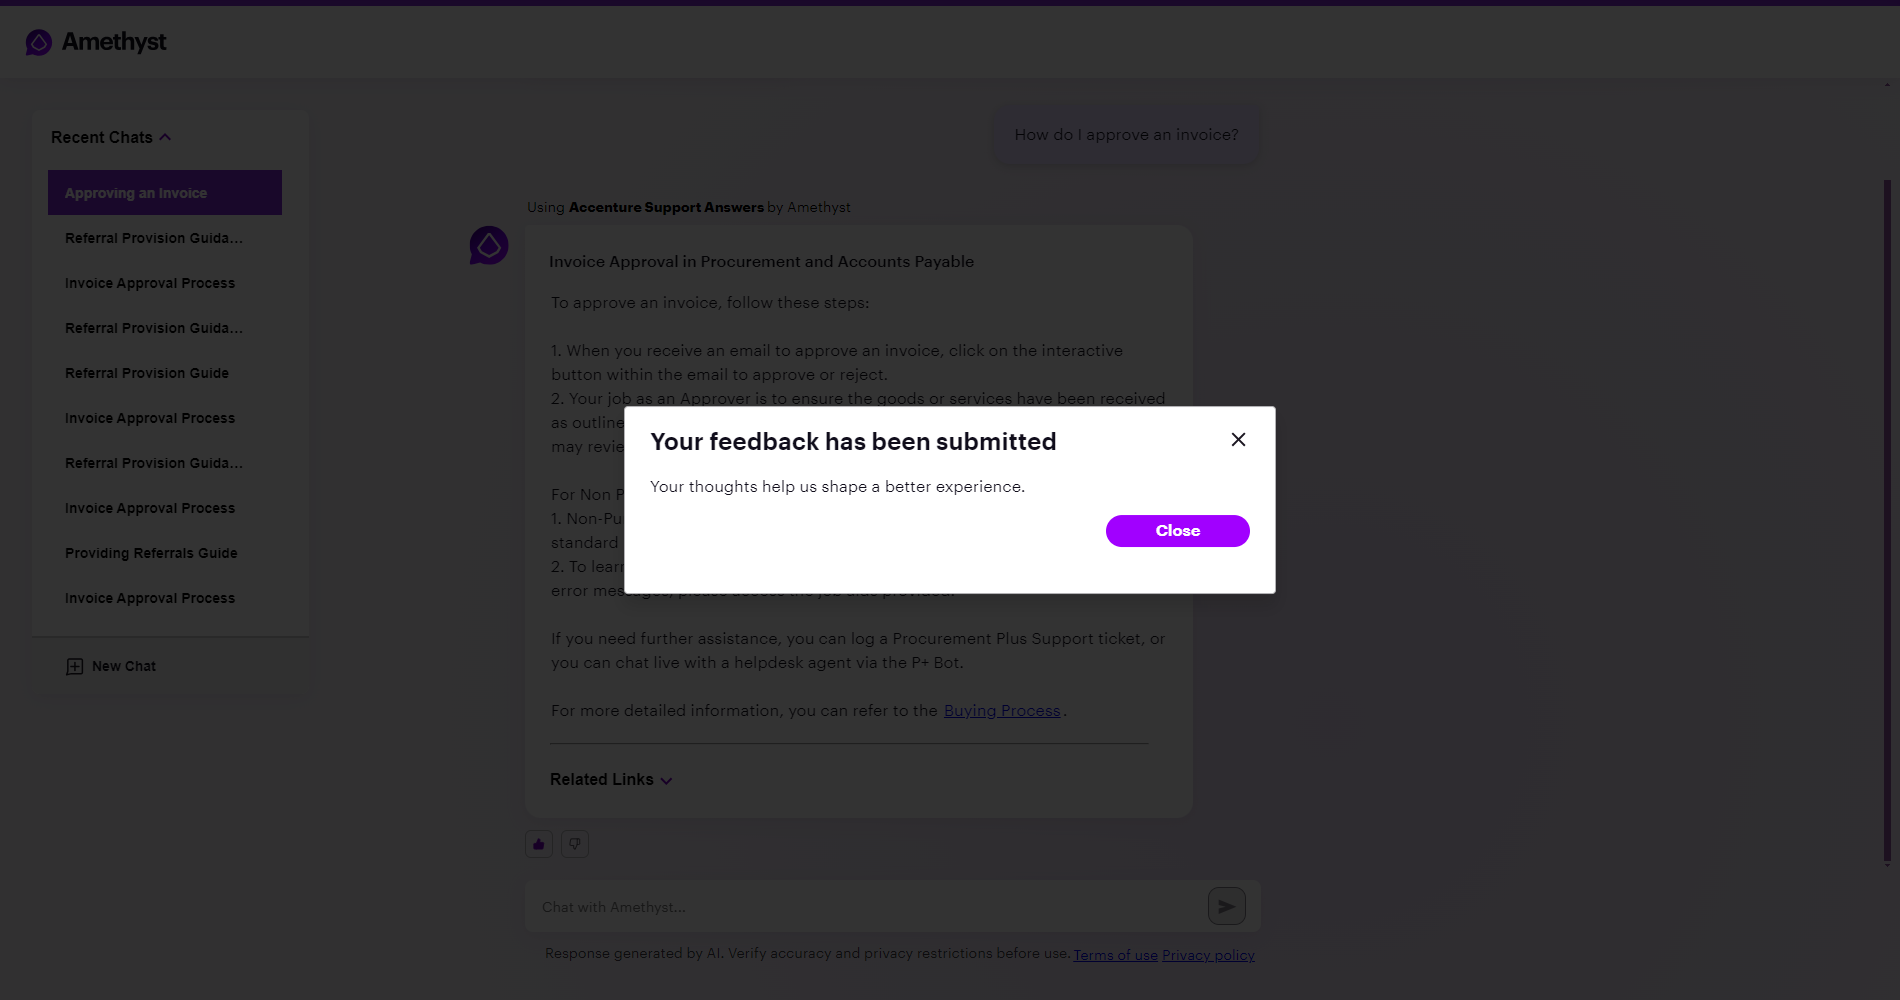 Amethyst
Recent Chats
Approving an Invoice
Referral Provision Guida...
Invoice Approval Process
Referral Provision Guida...
Referral Provision Guide
Invoice Approval Process
Referral Provision Guida...
Invoice Approval Process
Providing Referrals Guide
Invoice Approval Process
New Chat
How do I approve an invoice?
Using Accenture Support Answers by Amethyst
Invoice Approval in Procurement and Accounts Payable
To approve an invoice, follow these steps:
1. When you receive an email to approve an invoice, click on the interactive
button within the email to approve or reject.
2. Your job as an Approver is to ensure the goods or services have been received
as outline
may revie
For Non P
1. Non-Pu
standard
2. To lear
error messages, please access the job aids provided.
Your feedback has been submitted
Your thoughts help us shape a better experience.
Close
If you need further assistance, you can log a Procurement Plus Support ticket, or
you can chat live with a helpdesk agent via the P+ Bot.
For more detailed information, you can refer to the Buying Process.
Related Links
Chat with Amethyst...
Response generated by AI. Verify accuracy and privacy restrictions before use. Terms of use Privacy policy